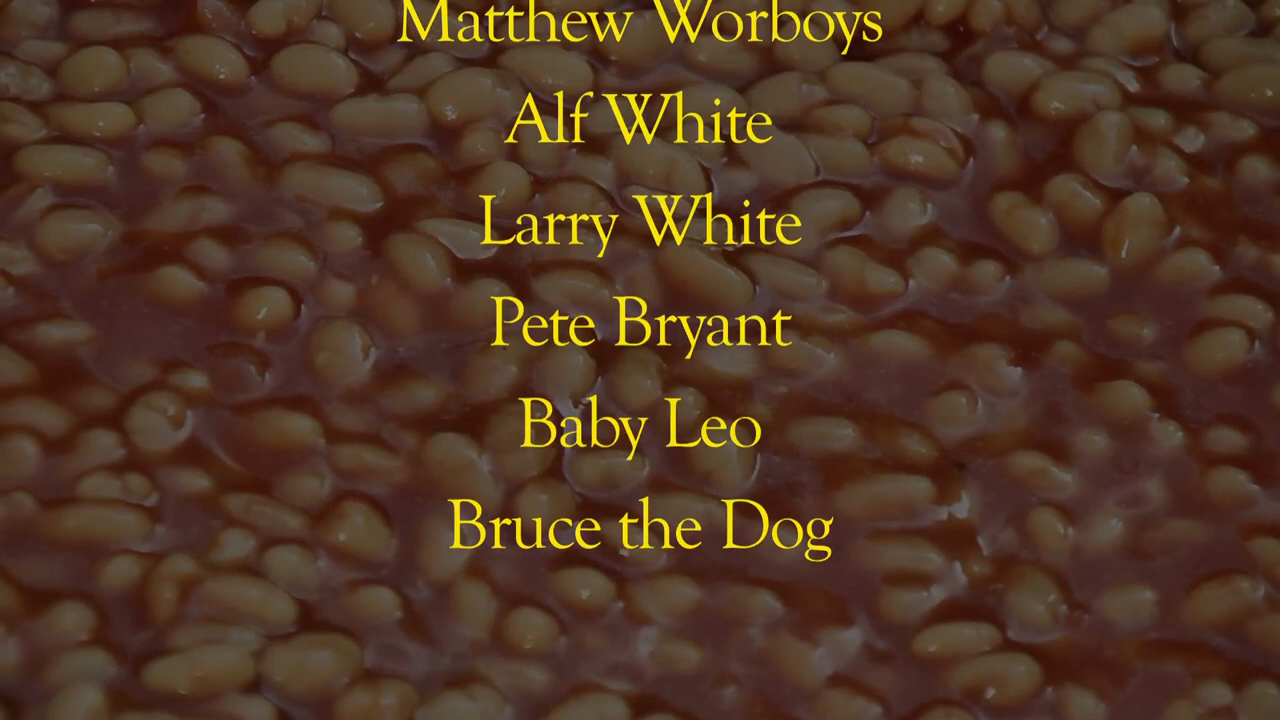 Matthew Worboys
Alf White
Larry White
Pete Bryant
Baby Leo
Bruce the Dog